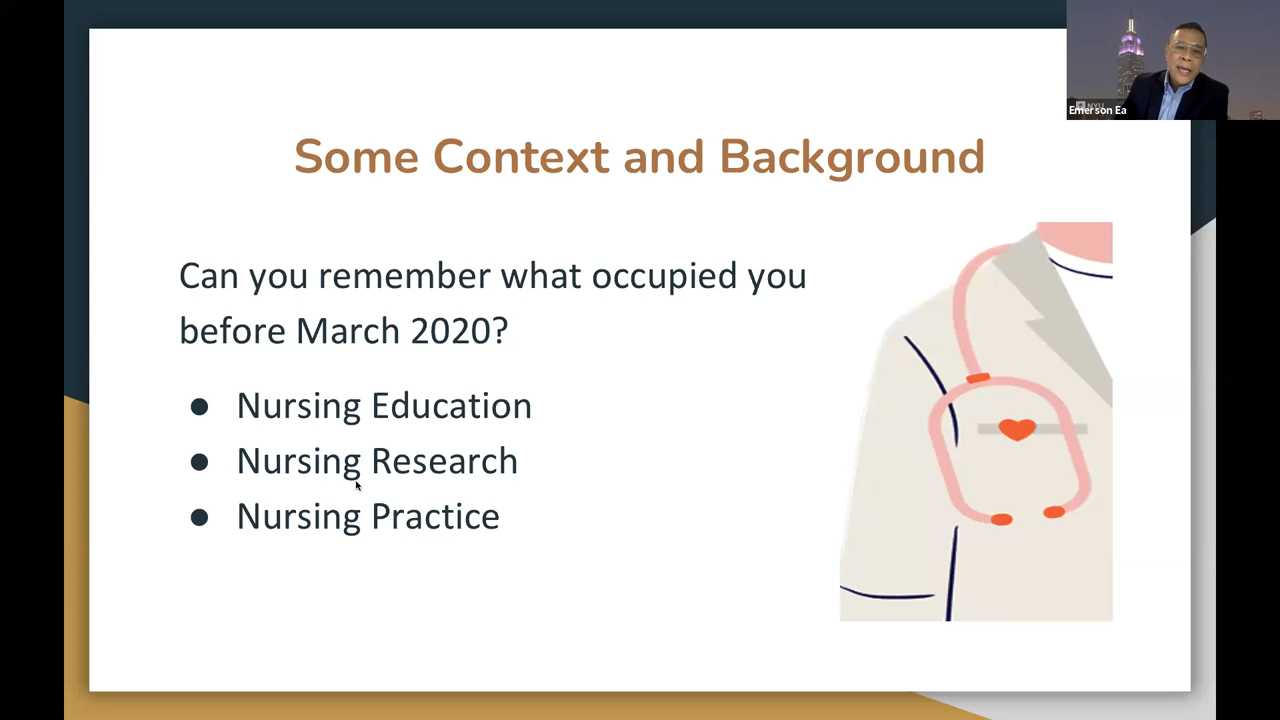 Some Context and Background
Can you remember what occupied you
before March 2020?
● Nursing Education
● Nursing Research
● Nursing Practice
NYU
Emerson Ea